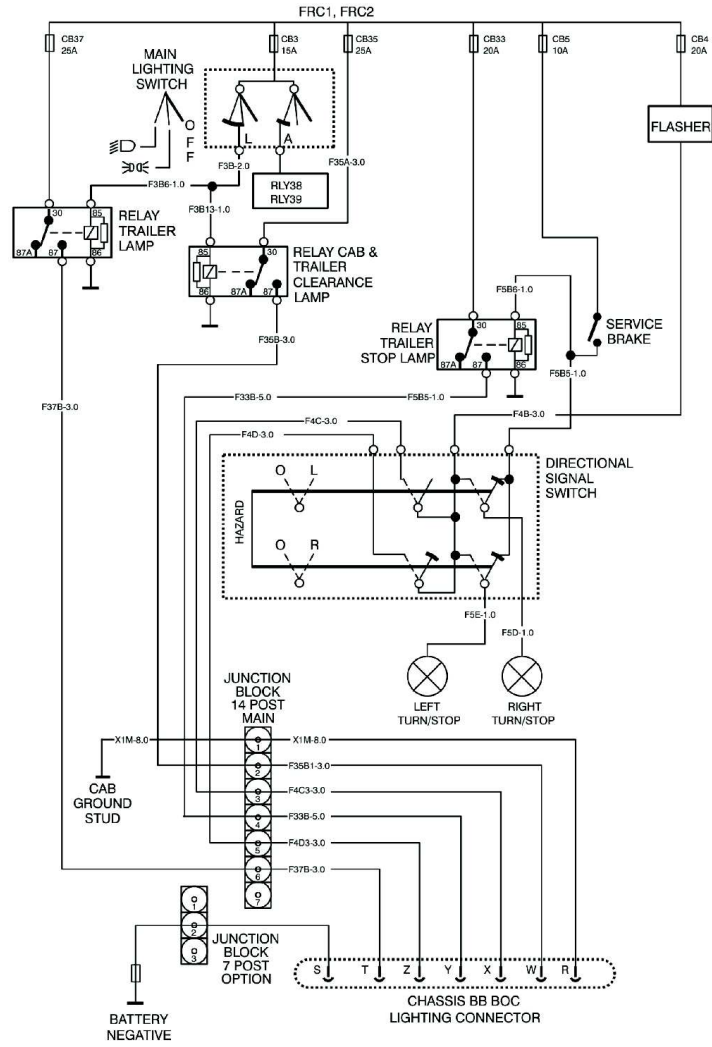 FRC1, FRC2
CB37
25A
CB3
15A
CB35
25A
CB33
20A
CB5
10A
CB4
20A
MAIN
LIGHTING
SWITCH
O
F
F
L
A
FLASHER
F3B-2.0
F35A-3.0
RLY38
RLY39
F3B6-1.0
F3B13-1.0
30
85
87A
87
86
RELAY
TRAILER
LAMP
85
30
86
87A
87
RELAY CAB &
TRAILER
CLEARANCE
LAMP
F5B6-1.0
RELAY
TRAILER
STOP LAMP
30
85
87A
87
86
SERVICE
BRAKE
F35B-3.0
F5B5-1.0
F37B-3.0
F33B-5.0
F5B5-1.0
F4B-3.0
F4C-3.0
F4D-3.0
DIRECTIONAL
SIGNAL
SWITCH
HAZARD
O
L
O
R
F5E-1.0
F5D-1.0
LEFT
TURN/STOP
RIGHT
TURN/STOP
JUNCTION
BLOCK
14 POST
MAIN
X1M-8.0
1
X1M-8.0
2
F35B1-3.0
3
F4C3-3.0
4
F33B-5.0
5
F4D3-3.0
6
F37B-3.0
7
CAB
GROUND
STUD
1
2
3
JUNCTION
BLOCK
7 POST
OPTION
S
T
Z
Y
X
W
R
CHASSIS BB BOC
LIGHTING CONNECTOR
BATTERY
NEGATIVE